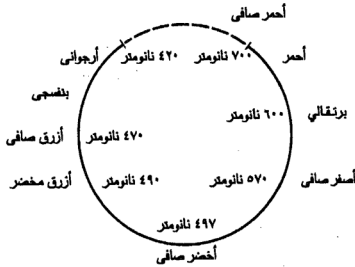 أحمر صافى
أرجوانى ٤٢٠ نانومتر ٧٠٠ نانومتر أحمر
بنفسجى
٦٠٠ نانومتر برتقالي
أزرق صافى ٤٧٠ نانومتر
أزرق مخضر ٤٩٠ نانومتر ٥٧٠ نانومتر أصفر صافى
٤٩٧ نانومتر
أخضر صافى